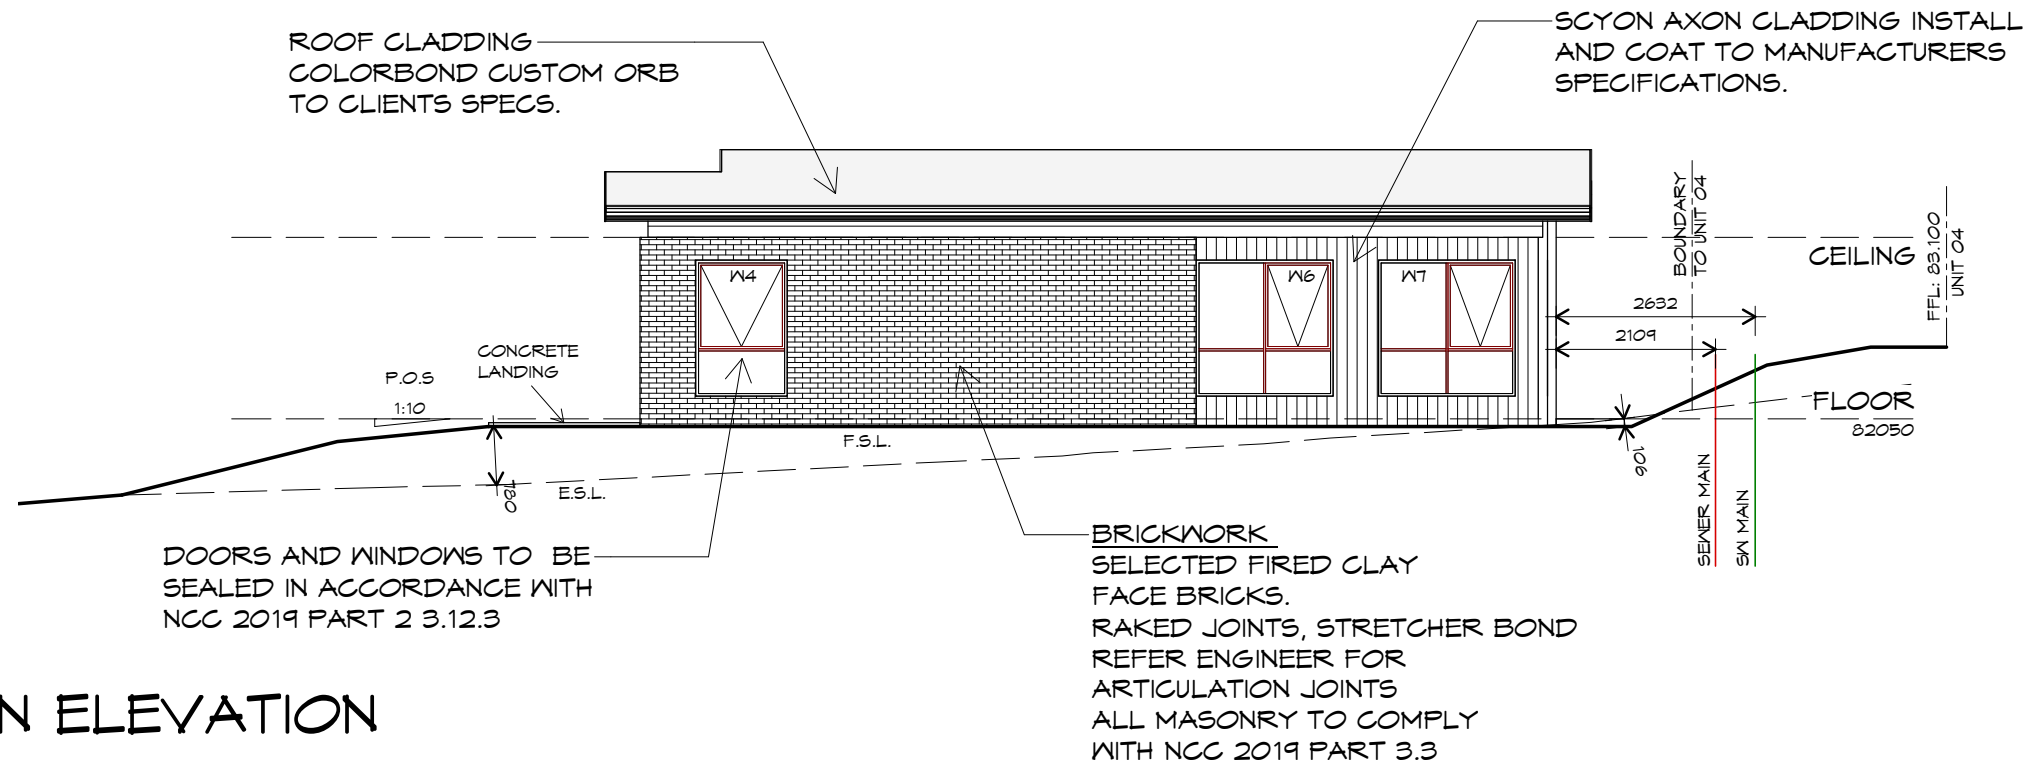 ROOF CLADDING
COLORBOND CUSTOM ORB
TO CLIENTS SPECS.
SCYON AXON CLADDING INSTALL
AND COAT TO MANUFACTURERS
SPECIFICATIONS.
BOUNDARY
TO UNIT 04
FFL: 83.100
UNIT 04
CEILING
W4
W6
W7
2632
2109
CONCRETE
LANDING
P.O.S
1:10
FLOOR
82050
F.S.L.
106
780
E.S.L.
SEWER MAIN
SW MAIN
DOORS AND WINDOWS TO BE
SEALED IN ACCORDANCE WITH
NCC 2019 PART 2 3.12.3
BRICKWORK
SELECTED FIRED CLAY
FACE BRICKS.
RAKED JOINTS, STRETCHER BOND
REFER ENGINEER FOR
ARTICULATION JOINTS
ALL MASONRY TO COMPLY
WITH NCC 2019 PART 3.3
N ELEVATION